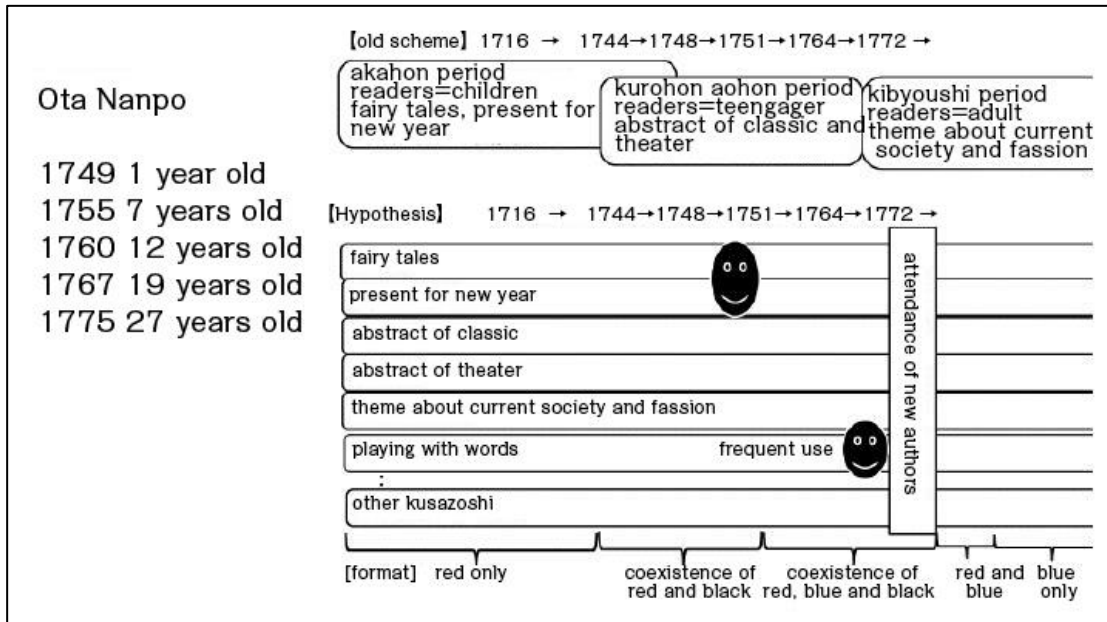 Ota Nanpo
1749 1 year old
1755 7 years old
1760 12 years old
1767 19 years old
1775 27 years old
【old scheme】 1716 → 1744→1748→1751→1764→1772 →
akahon period
readers=children
fairy tales, present for
new year
kurohon aohon period
readers=teengager
abstract of classic and
theater
kibyoushi period
readers=adult
theme about current
society and fassion
【Hypothesis】 1716 → 1744→1748→1751→1764→1772 →
fairy tales
present for new year
abstract of classic
abstract of theater
theme about current society and fassion
playing with words
frequent use
:
other kusazoshi
attendance of new authors
[format]
red only
coexistence of
red and black
coexistence of
red, blue and black
red and
blue
blue
only